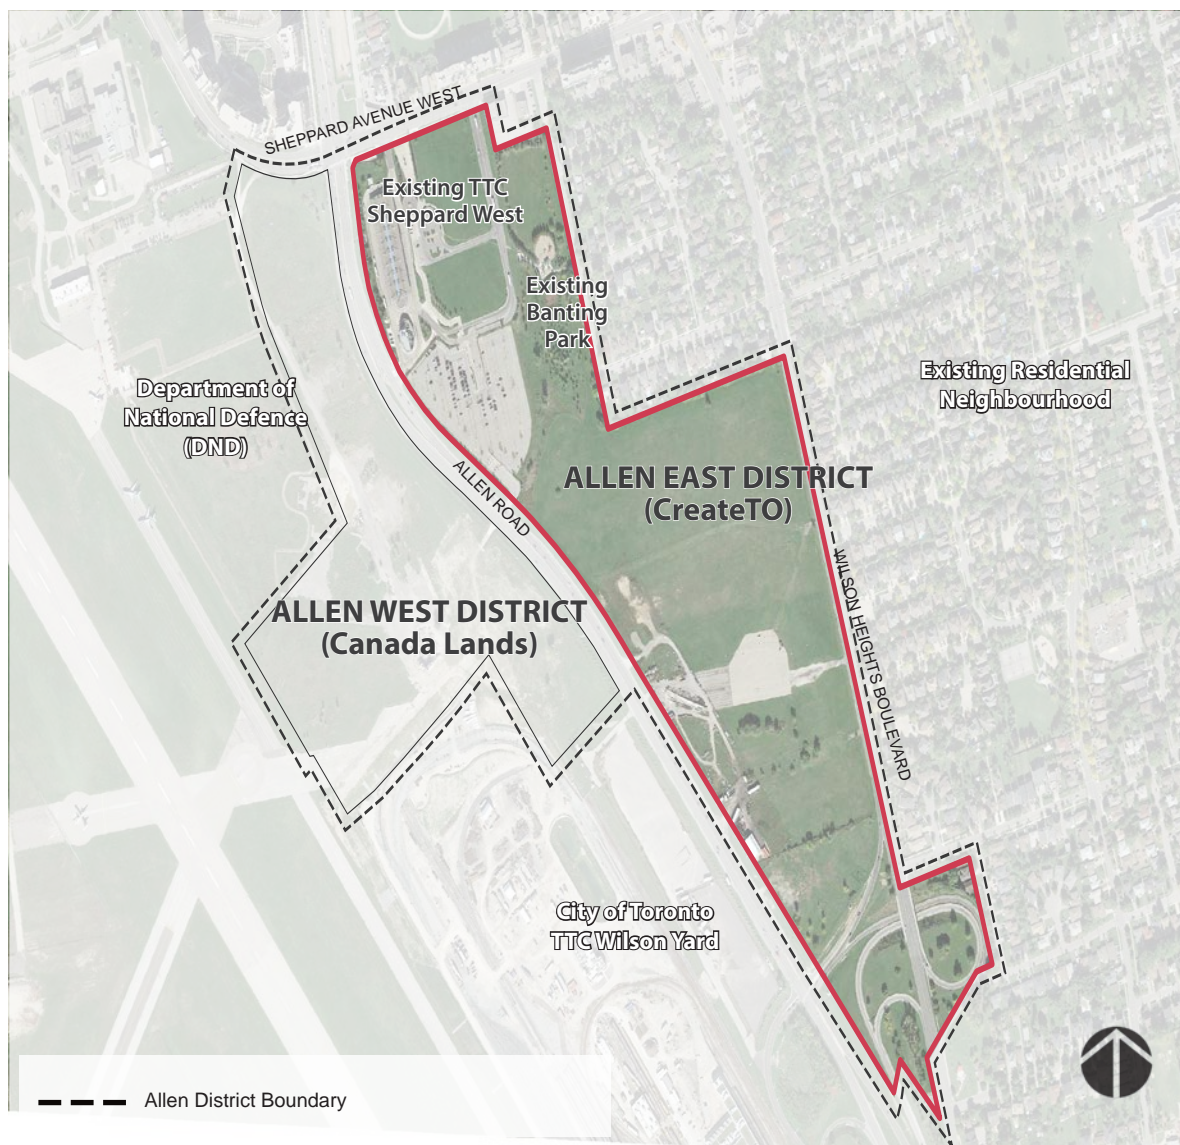 SHEPPARD AVENUE WEST
Existing TTC
Sheppard West
Existing
Banting
Park
Existing Residential
Neighbourhood
Department of
National Defence
(DND)
ALLEN ROAD
ALLEN EAST DISTRICT
(CreateTO)
WILSON HEIGHTS BOULEVARD
ALLEN WEST DISTRICT
(Canada Lands)
City of Toronto
TTC Wilson Yard
Allen District Boundary